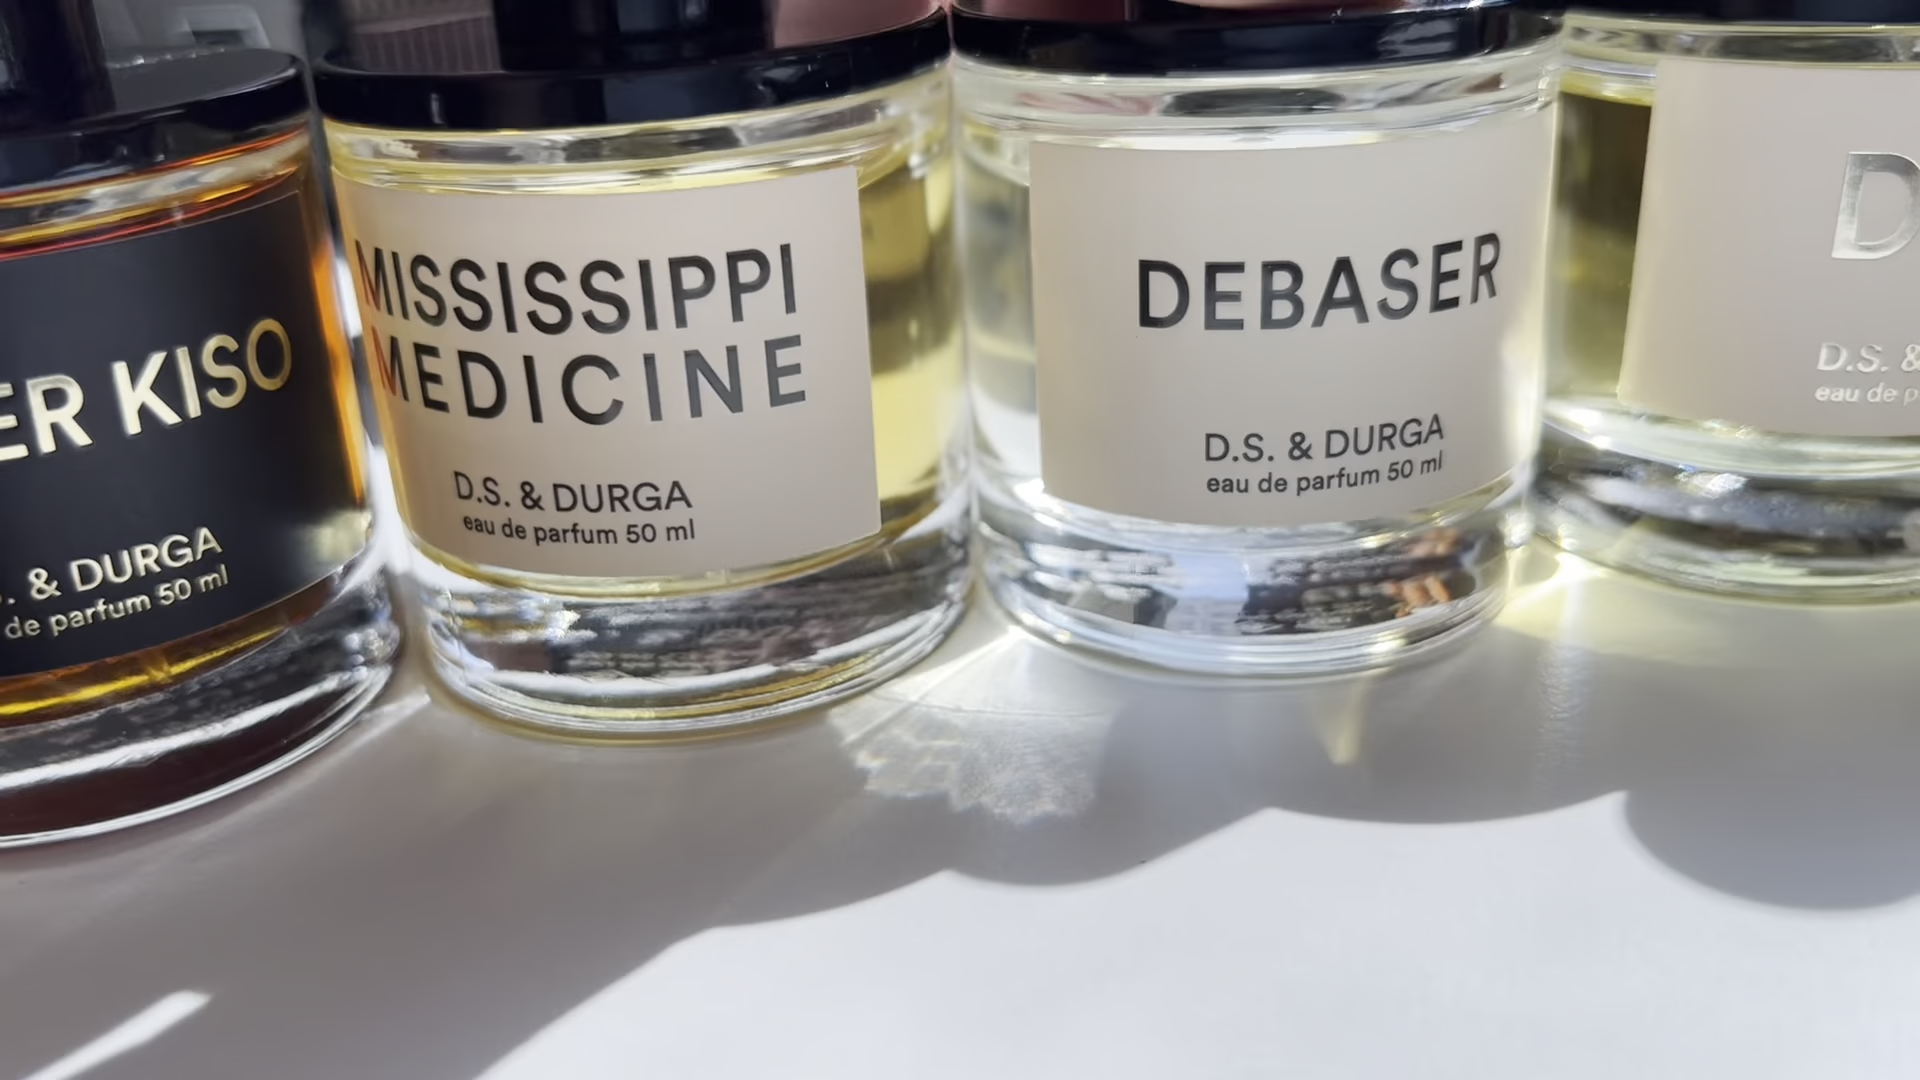 ER KISO
. & DURGA
de parfum 50 ml
MISSISSIPPI
MEDICINE
D.S. & DURGA
eau de parfum 50 ml
DEBASER
D.S. & DURGA
eau de parfum 50 ml
D
D.S. &
eau de p